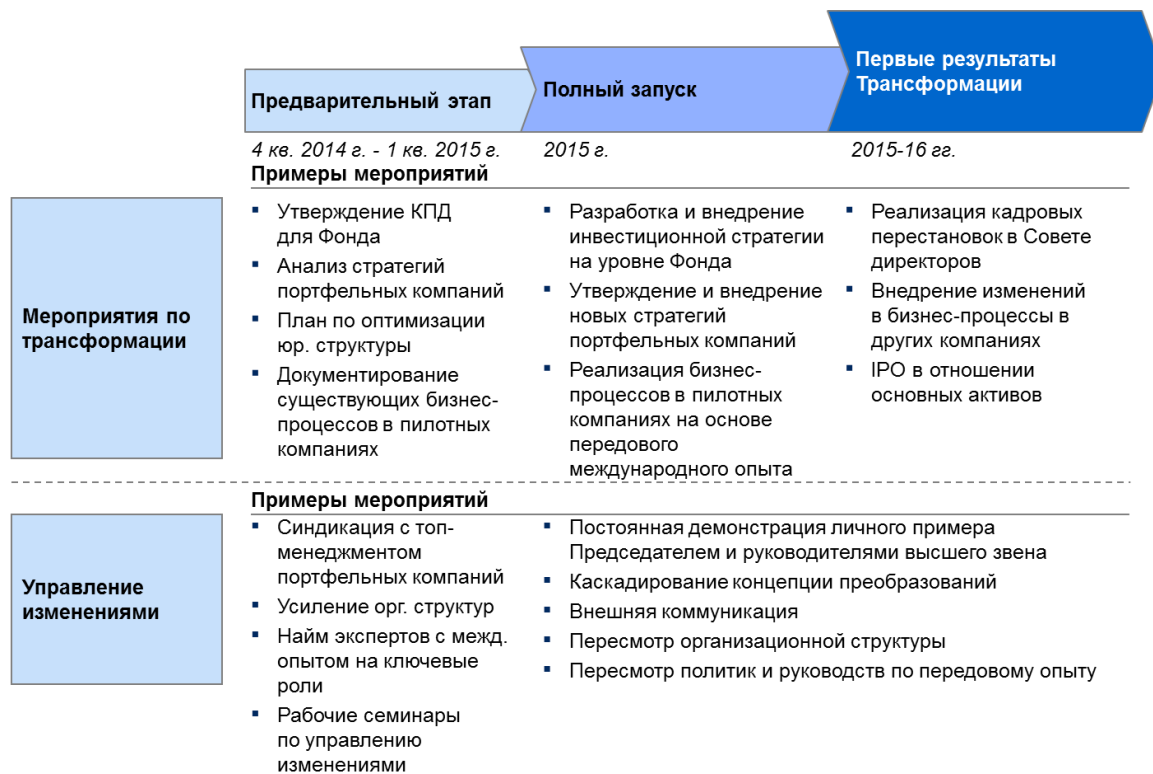 Предварительный этап
Полный запуск
Первые результаты
Трансформации
4 кв. 2014 г. - 1 кв. 2015 г.
2015 г.
2015-16 гг.
Мероприятия по
трансформации
Примеры мероприятий
▪ Утверждение КПД
для Фонда
▪ Анализ стратегий
портфельных компаний
▪ План по оптимизации
юр. структуры
▪ Документирование
существующих бизнес-
процессов в пилотных
компаниях
▪ Разработка и внедрение
инвестиционной стратегии
на уровне Фонда
▪ Утверждение и внедрение
новых стратегий
портфельных компаний
▪ Реализация бизнес-
процессов в пилотных
компаниях на основе
передового
международного опыта
▪ Реализация кадровых
перестановок в Совете
директоров
▪ Внедрение изменений
в бизнес-процессы в
других компаниях
▪ IPO в отношении
основных активов
Управление
изменениями
Примеры мероприятий
▪ Синдикация с топ-
менеджментом
портфельных компаний
▪ Усиление орг. структур
▪ Найм экспертов с межд.
опытом на ключевые
роли
▪ Рабочие семинары
по управлению
изменениями
▪ Постоянная демонстрация личного примера
Председателем и руководителями высшего звена
▪ Каскадирование концепции преобразований
▪ Внешняя коммуникация
▪ Пересмотр организационной структуры
▪ Пересмотр политик и руководств по передовому опыту